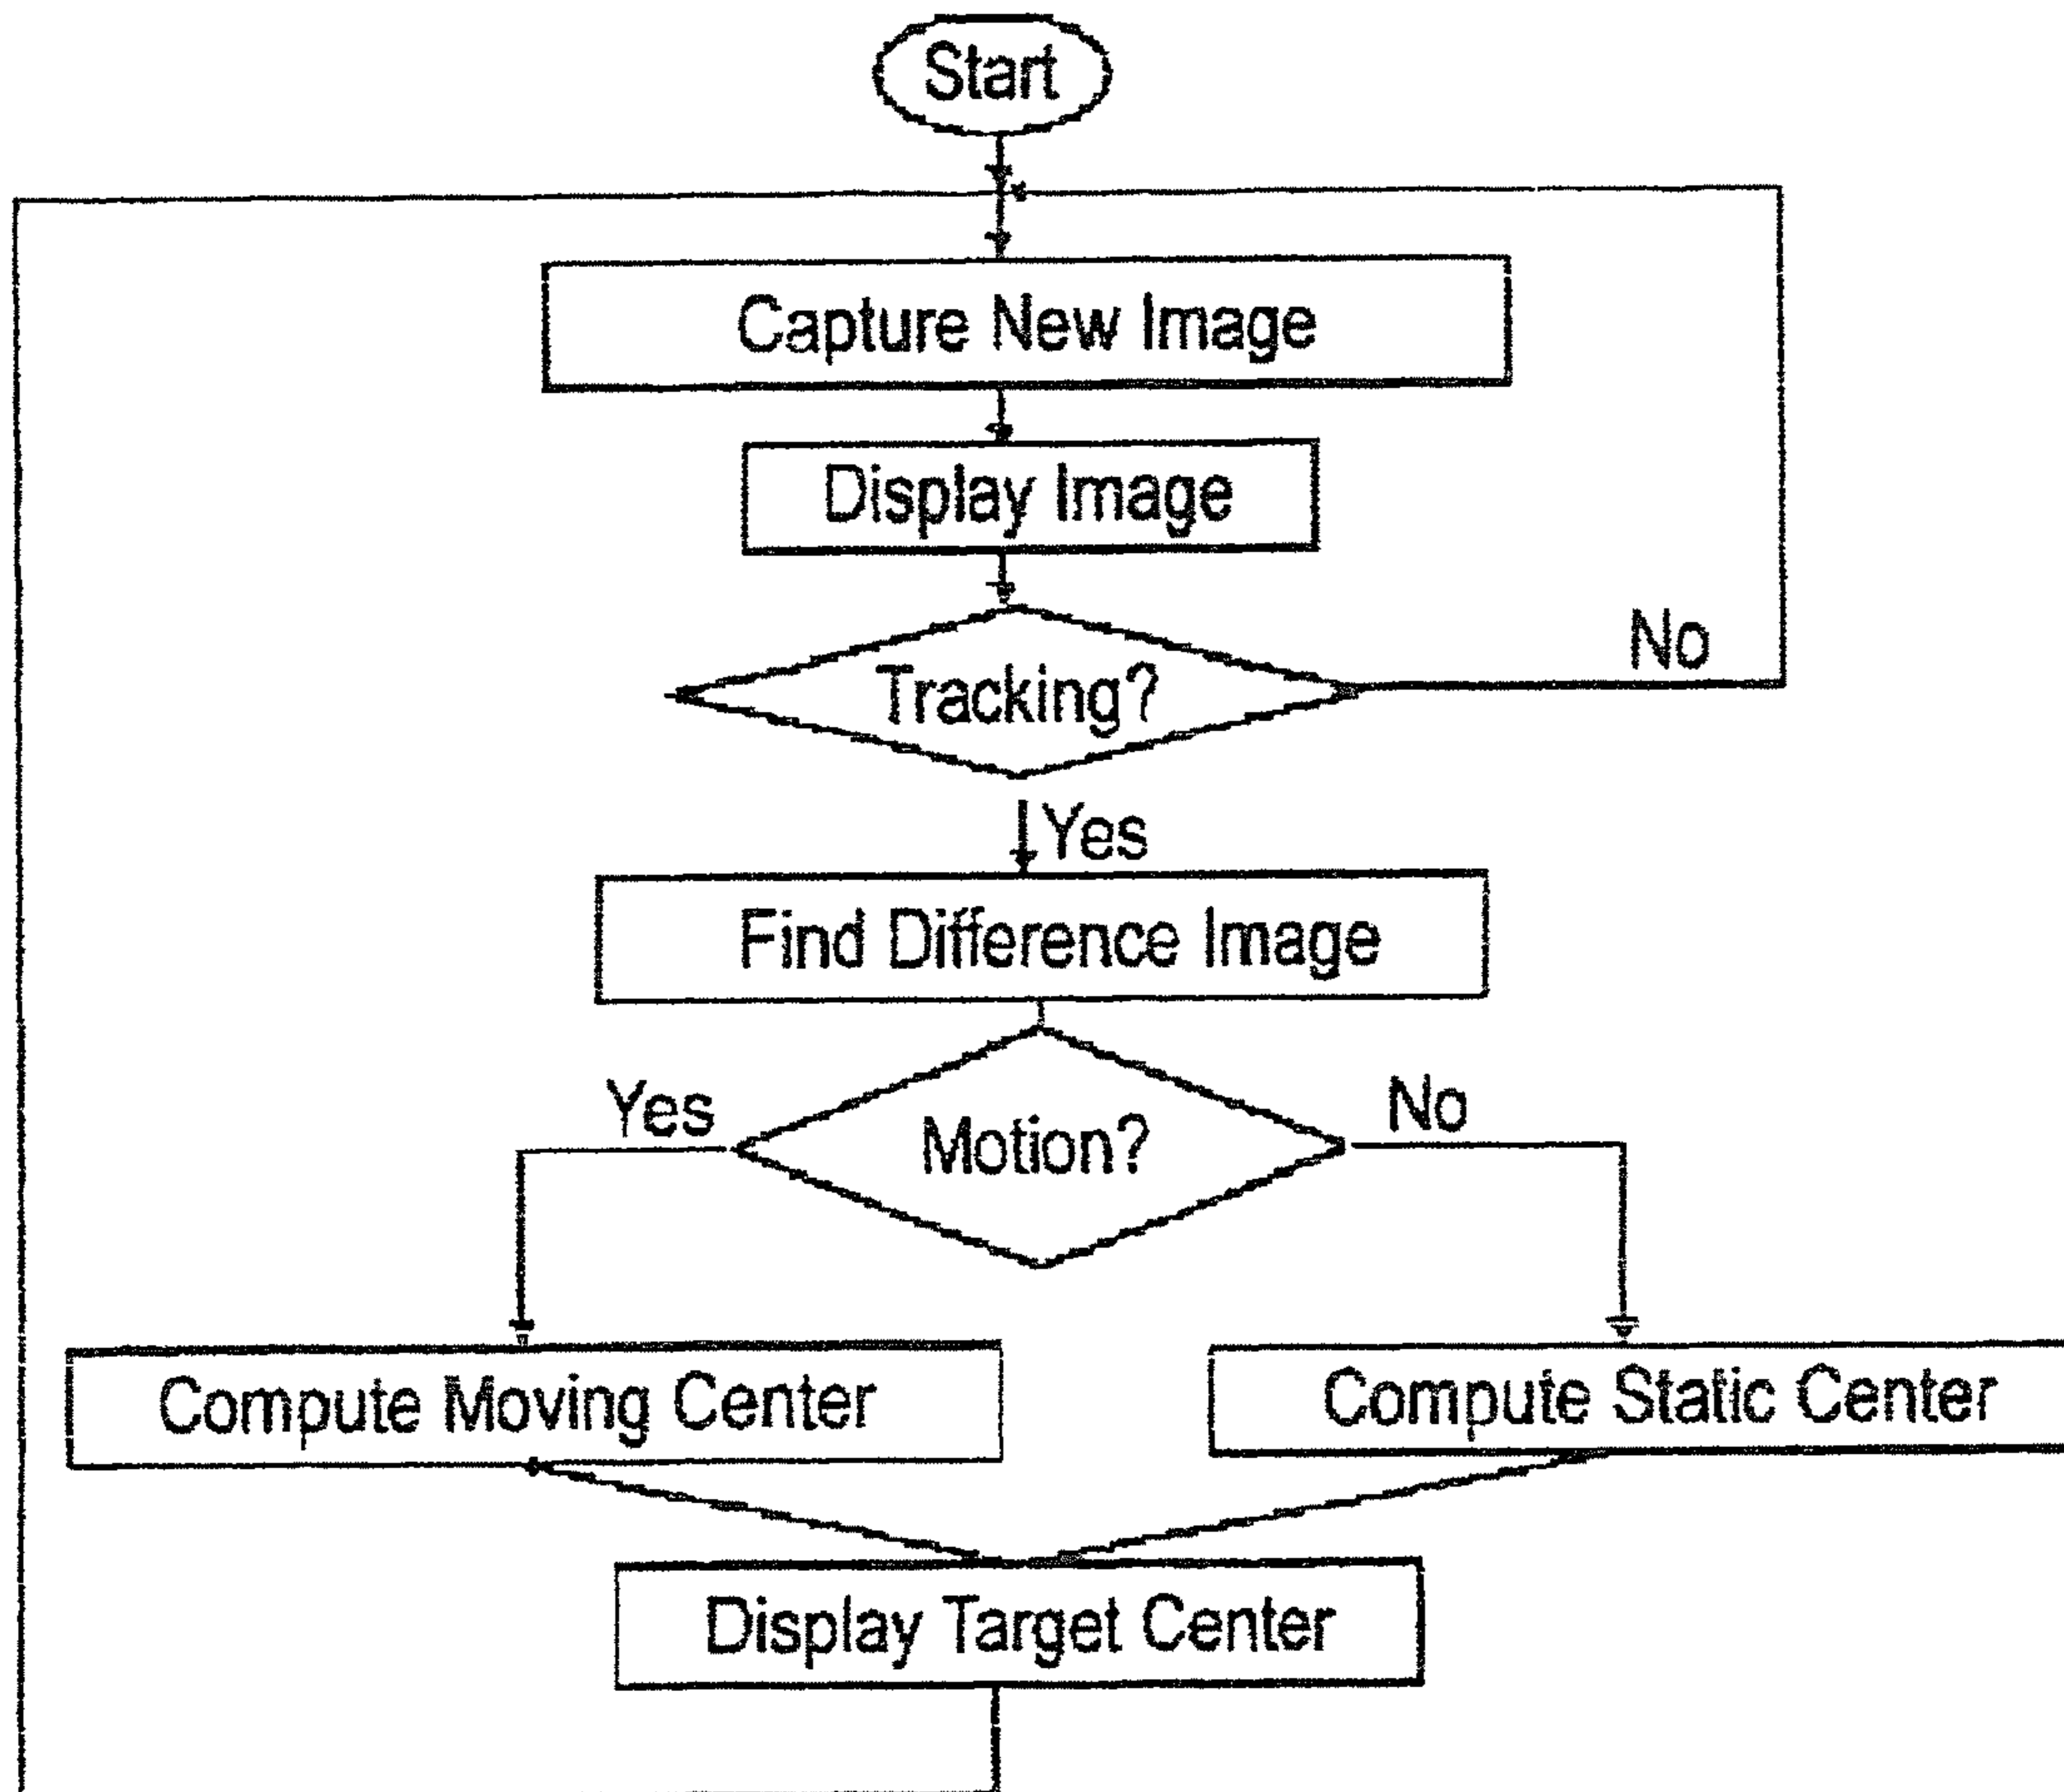 Start
Capture New Image
Display Image
Tracking?
No
Yes
Find Difference Image
Yes
Motion?
No
Compute Moving Center
Compute Static Center
Display Target Center